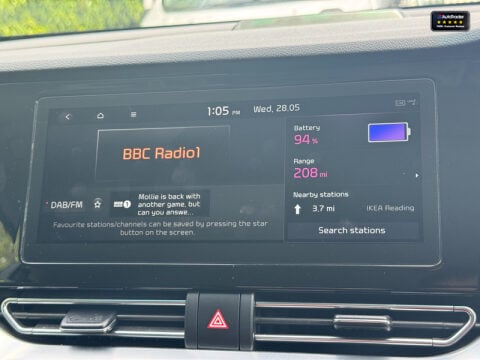 AutoTrader
1:05 PM
Wed, 28.05
BBC Radio1
Battery
94 %
Range
208 mi
Nearby stations
3.7 mi
IKEA Reading
Search stations
DAB/FM
Mollie is back with
another game, but
can you answe...
Favourite stations/channels can be saved by pressing the star
button on the screen.